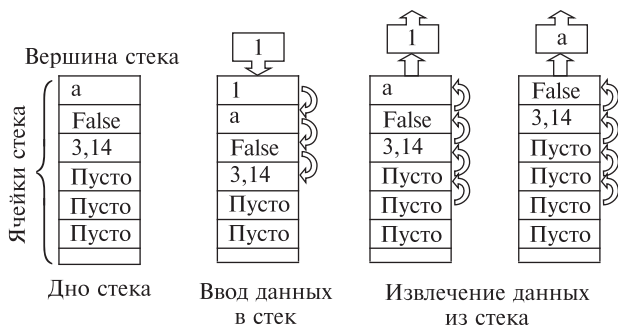 1
1
a
Вершина стека
a
False
3,14
Пусто
Пусто
Пусто
1
a
False
3,14
Пусто
Пусто
a
False
3,14
Пусто
Пусто
Пусто
False
3,14
Пусто
Пусто
Пусто
Пусто
Ячейки стека
Дно стека
Ввод данных
в стек
Извлечение данных
из стека